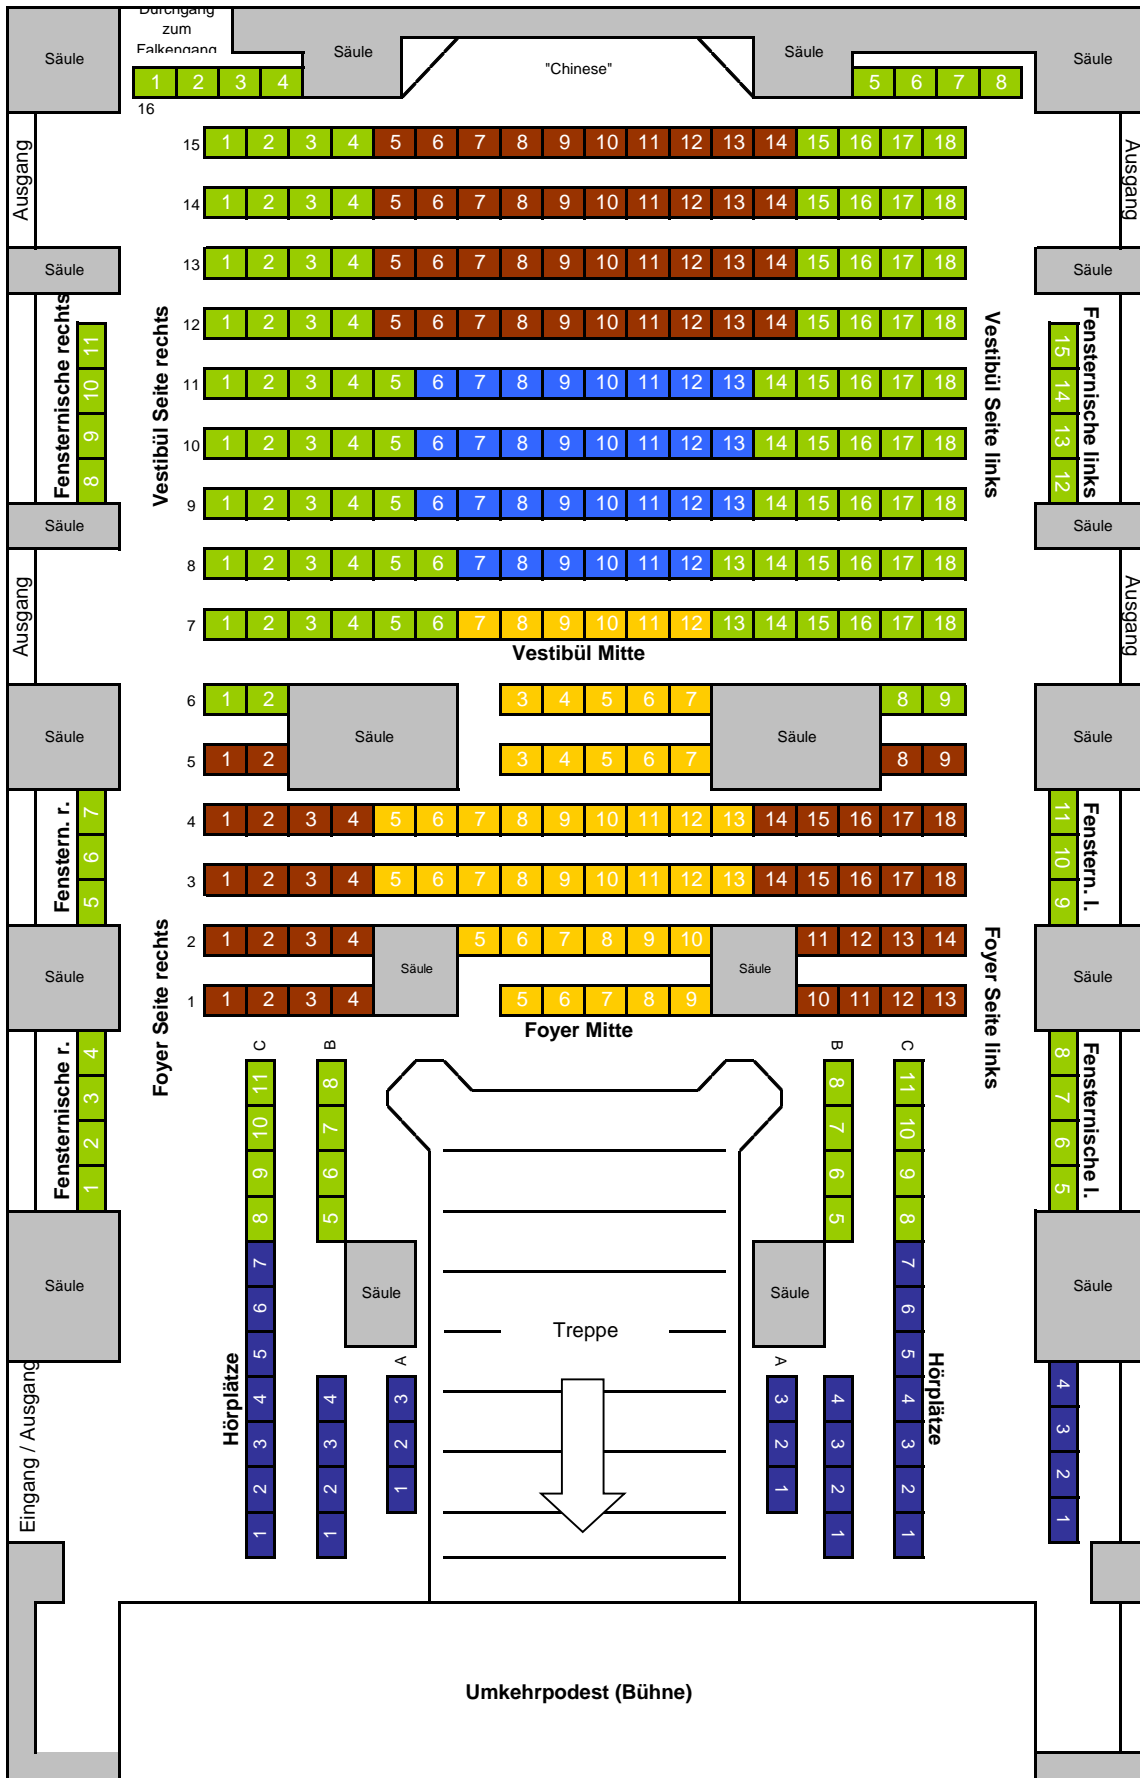 Durchgang
zum
Falkengang
Säule
Säule
"Chinese"
Säule
Säule
1 2 3 4
5 6 7 8
16
15 1 2 3 4 5 6 7 8 9 10 11 12 13 14 15 16 17 18
Ausgang
Ausgang
14 1 2 3 4 5 6 7 8 9 10 11 12 13 14 15 16 17 18
13 1 2 3 4 5 6 7 8 9 10 11 12 13 14 15 16 17 18
Säule
Säule
12 1 2 3 4 5 6 7 8 9 10 11 12 13 14 15 16 17 18
11 1 2 3 4 5 6 7 8 9 10 11 12 13 14 15 16 17 18
10 1 2 3 4 5 6 7 8 9 10 11 12 13 14 15 16 17 18
9 1 2 3 4 5 6 7 8 9 10 11 12 13 14 15 16 17 18
Fensternische rechts
8 9 10 11
Vestibül Seite rechts
Vestibül Seite links
15 14 13 12
Fensternische links
Säule
Säule
8 1 2 3 4 5 6 7 8 9 10 11 12 13 14 15 16 17 18
Ausgang
Ausgang
7 1 2 3 4 5 6 7 8 9 10 11 12 13 14 15 16 17 18
Vestibül Mitte
6 1 2
3 4 5 6 7
8 9
Säule
Säule
Säule
Säule
5 1 2
3 4 5 6 7
8 9
4 1 2 3 4 5 6 7 8 9 10 11 12 13 14 15 16 17 18
3 1 2 3 4 5 6 7 8 9 10 11 12 13 14 15 16 17 18
Fenstern. r.
5 6 7
11 10 9
Fenstern. l.
2 1 2 3 4
5 6 7 8 9 10
11 12 13 14
Säule
Säule
Säule
Säule
1 1 2 3 4
5 6 7 8 9
10 11 12 13
Foyer Mitte
Foyer Seite rechts
Foyer Seite links
Fensternische r.
1 2 3 4
C
1 2 3 4 5 6 7 8 9 10 11
B
5 6 7 8
B
8 7 6 5
C
11 10 9 8 7 6 5 4 3 2 1
8 7 6 5
Fensternische l.
Säule
Säule
Säule
Säule
Treppe
Hörplätze
1 2 3 4
A
1 2 3
A
3 2 1
4 3 2 1
Hörplätze
4 3 2 1
Eingang / Ausgang
Umkehrpodest (Bühne)